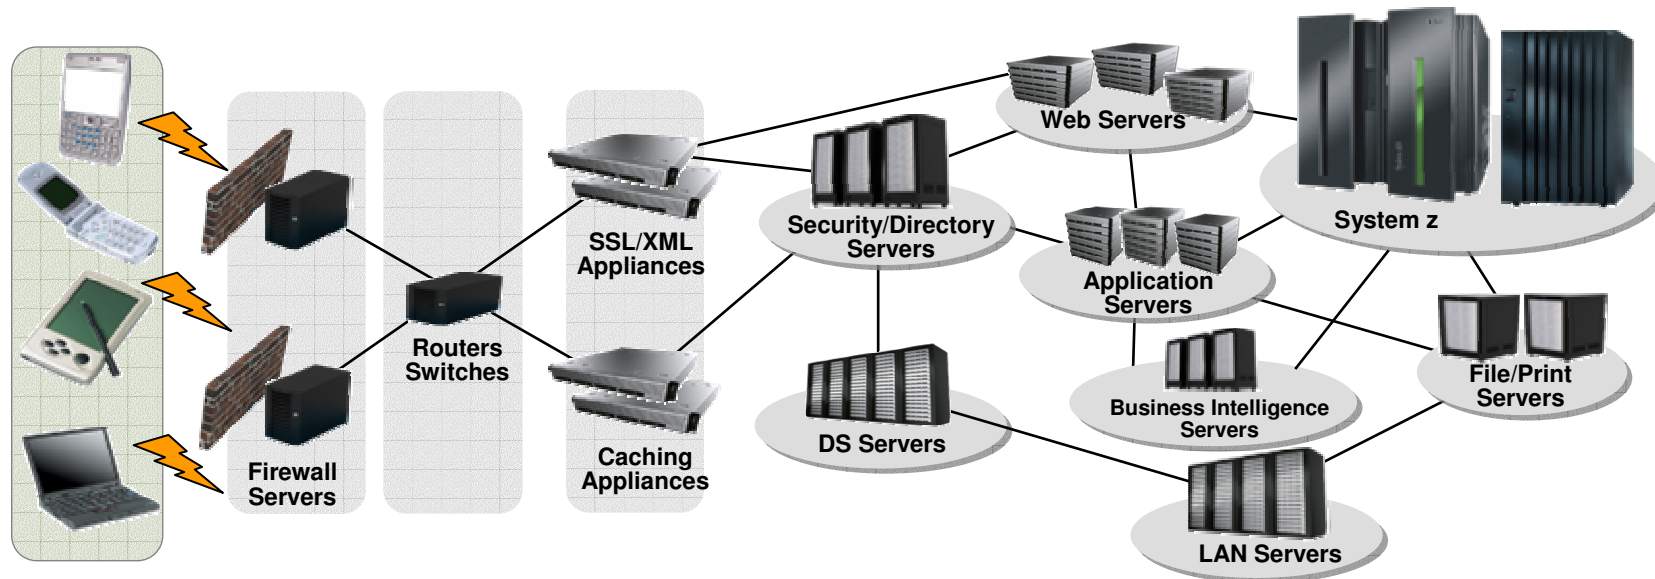 Firewall
Servers
Routers
Switches
SSL/XML
Appliances
Caching
Appliances
Security/Directory
Servers
DS Servers
Web Servers
Application
Servers
Business Intelligence
Servers
LAN Servers
System z
File/Print
Servers